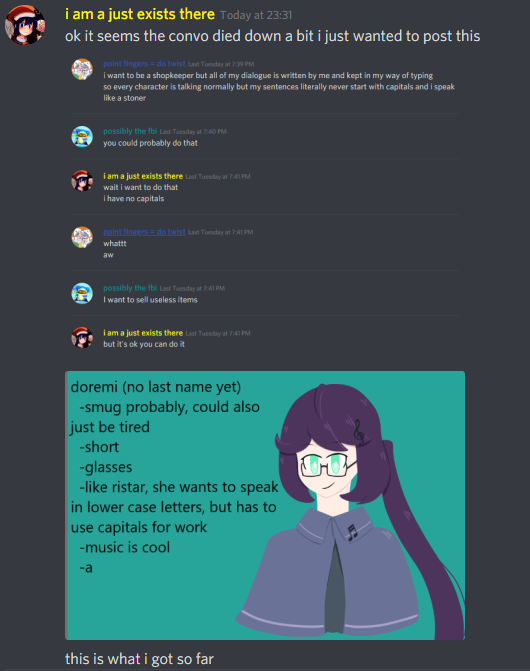 i am a just exists there Today at 23:31
ok it seems the convo died down a bit i just wanted to post this
point fingers = do twist Last Tuesday at 7:39 PM
i want to be a shopkeeper but all of my dialogue is written by me and kept in my way of typing
so every character is talking normally but my sentences literally never start with capitals and i speak
like a stoner
possibly the fbi Last Tuesday at 7:40 PM
you could probably do that
i am a just exists there Last Tuesday at 7:41 PM
wait i want to do that
i have no capitals
point fingers = do twist Last Tuesday at 7:41 PM
whattt
aw
possibly the fbi Last Tuesday at 7:41 PM
I want to sell useless items
i am a just exists there Last Tuesday at 7:41 PM
but it's ok you can do it
doremi (no last name yet)
-smug probably, could also
just be tired
-short
-glasses
-like ristar, she wants to speak
in lower case letters, but has to
use capitals for work
-music is cool
-a
this is what i got so far